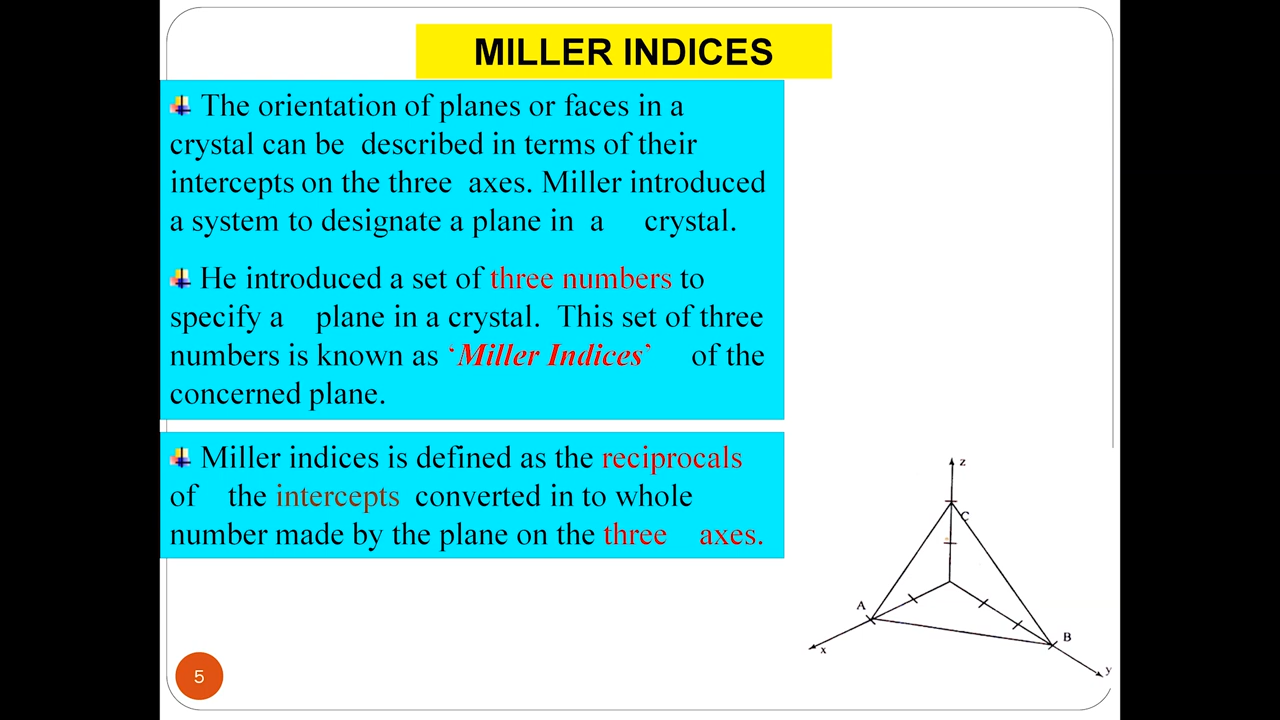 MILLER INDICES
The orientation of planes or faces in a
crystal can be described in terms of their
intercepts on the three axes. Miller introduced
a system to designate a plane in a crystal.
He introduced a set of three numbers to
specify a plane in a crystal. This set of three
numbers is known as ‘Miller Indices’ of the
concerned plane.
Miller indices is defined as the reciprocals
of the intercepts converted in to whole
number made by the plane on the three axes.
z
C
A
B
x
y
5